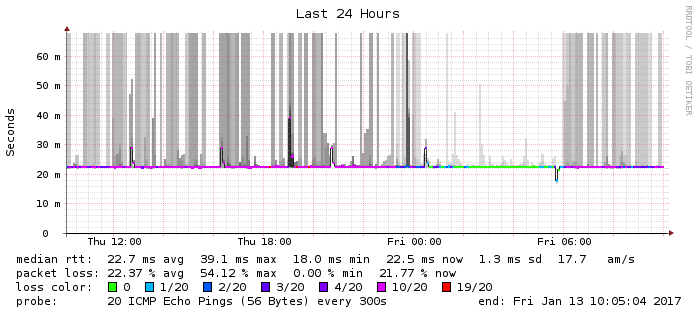 Last 24 Hours
RRDTOOL / TOBI OETIKER
Seconds
60 m
50 m
40 m
30 m
20 m
10 m
0
Thu 12:00 Thu 18:00 Fri 00:00 Fri 06:00
median rtt: 22.7 ms avg 39.1 ms max 18.0 ms min 22.5 ms now 1.3 ms sd 17.7 am/s
packet loss: 22.37 % avg 54.12 % max 0.00 % min 21.77 % now
loss color: 0 1/20 2/20 3/20 4/20 10/20 19/20
probe: 20 ICMP Echo Pings (56 Bytes) every 300s end: Fri Jan 13 10:05:04 2017